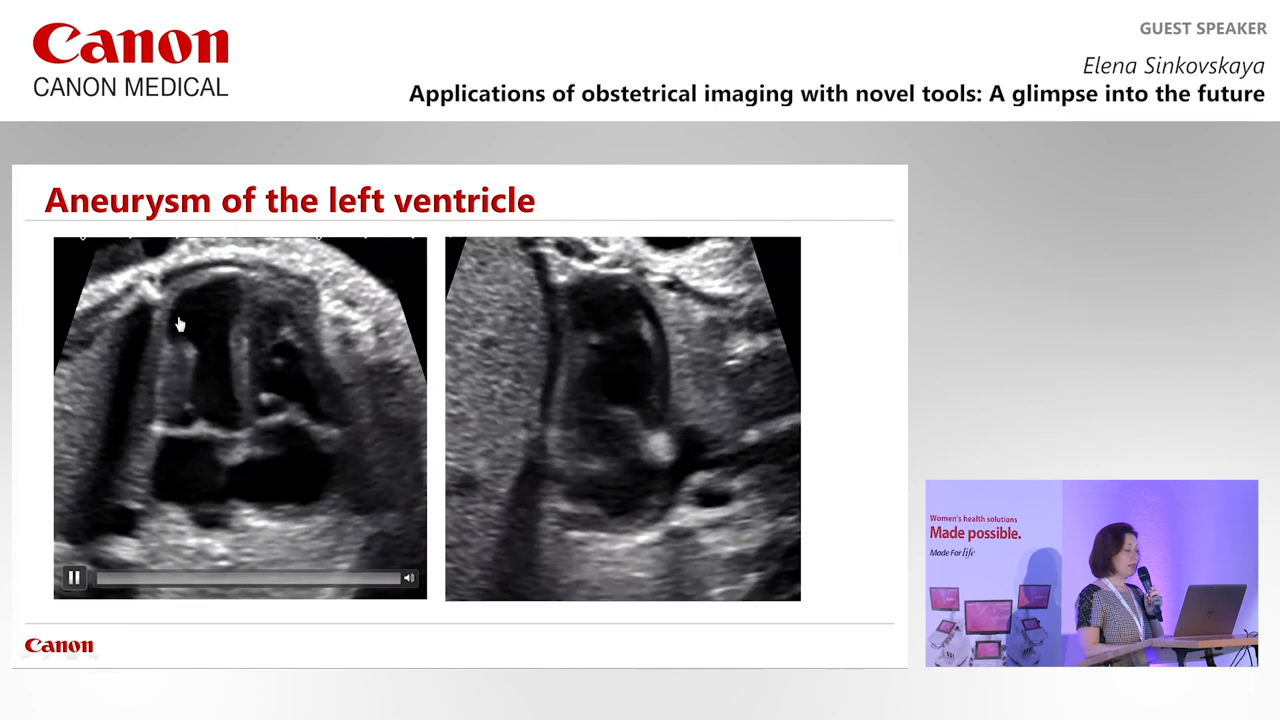 Canon
CANON MEDICAL
GUEST SPEAKER
Elena Sinkovskaya
Applications of obstetrical imaging with novel tools: A glimpse into the future
Aneurysm of the left ventricle
Canon
Women's health solutions
Made possible.
Made For life